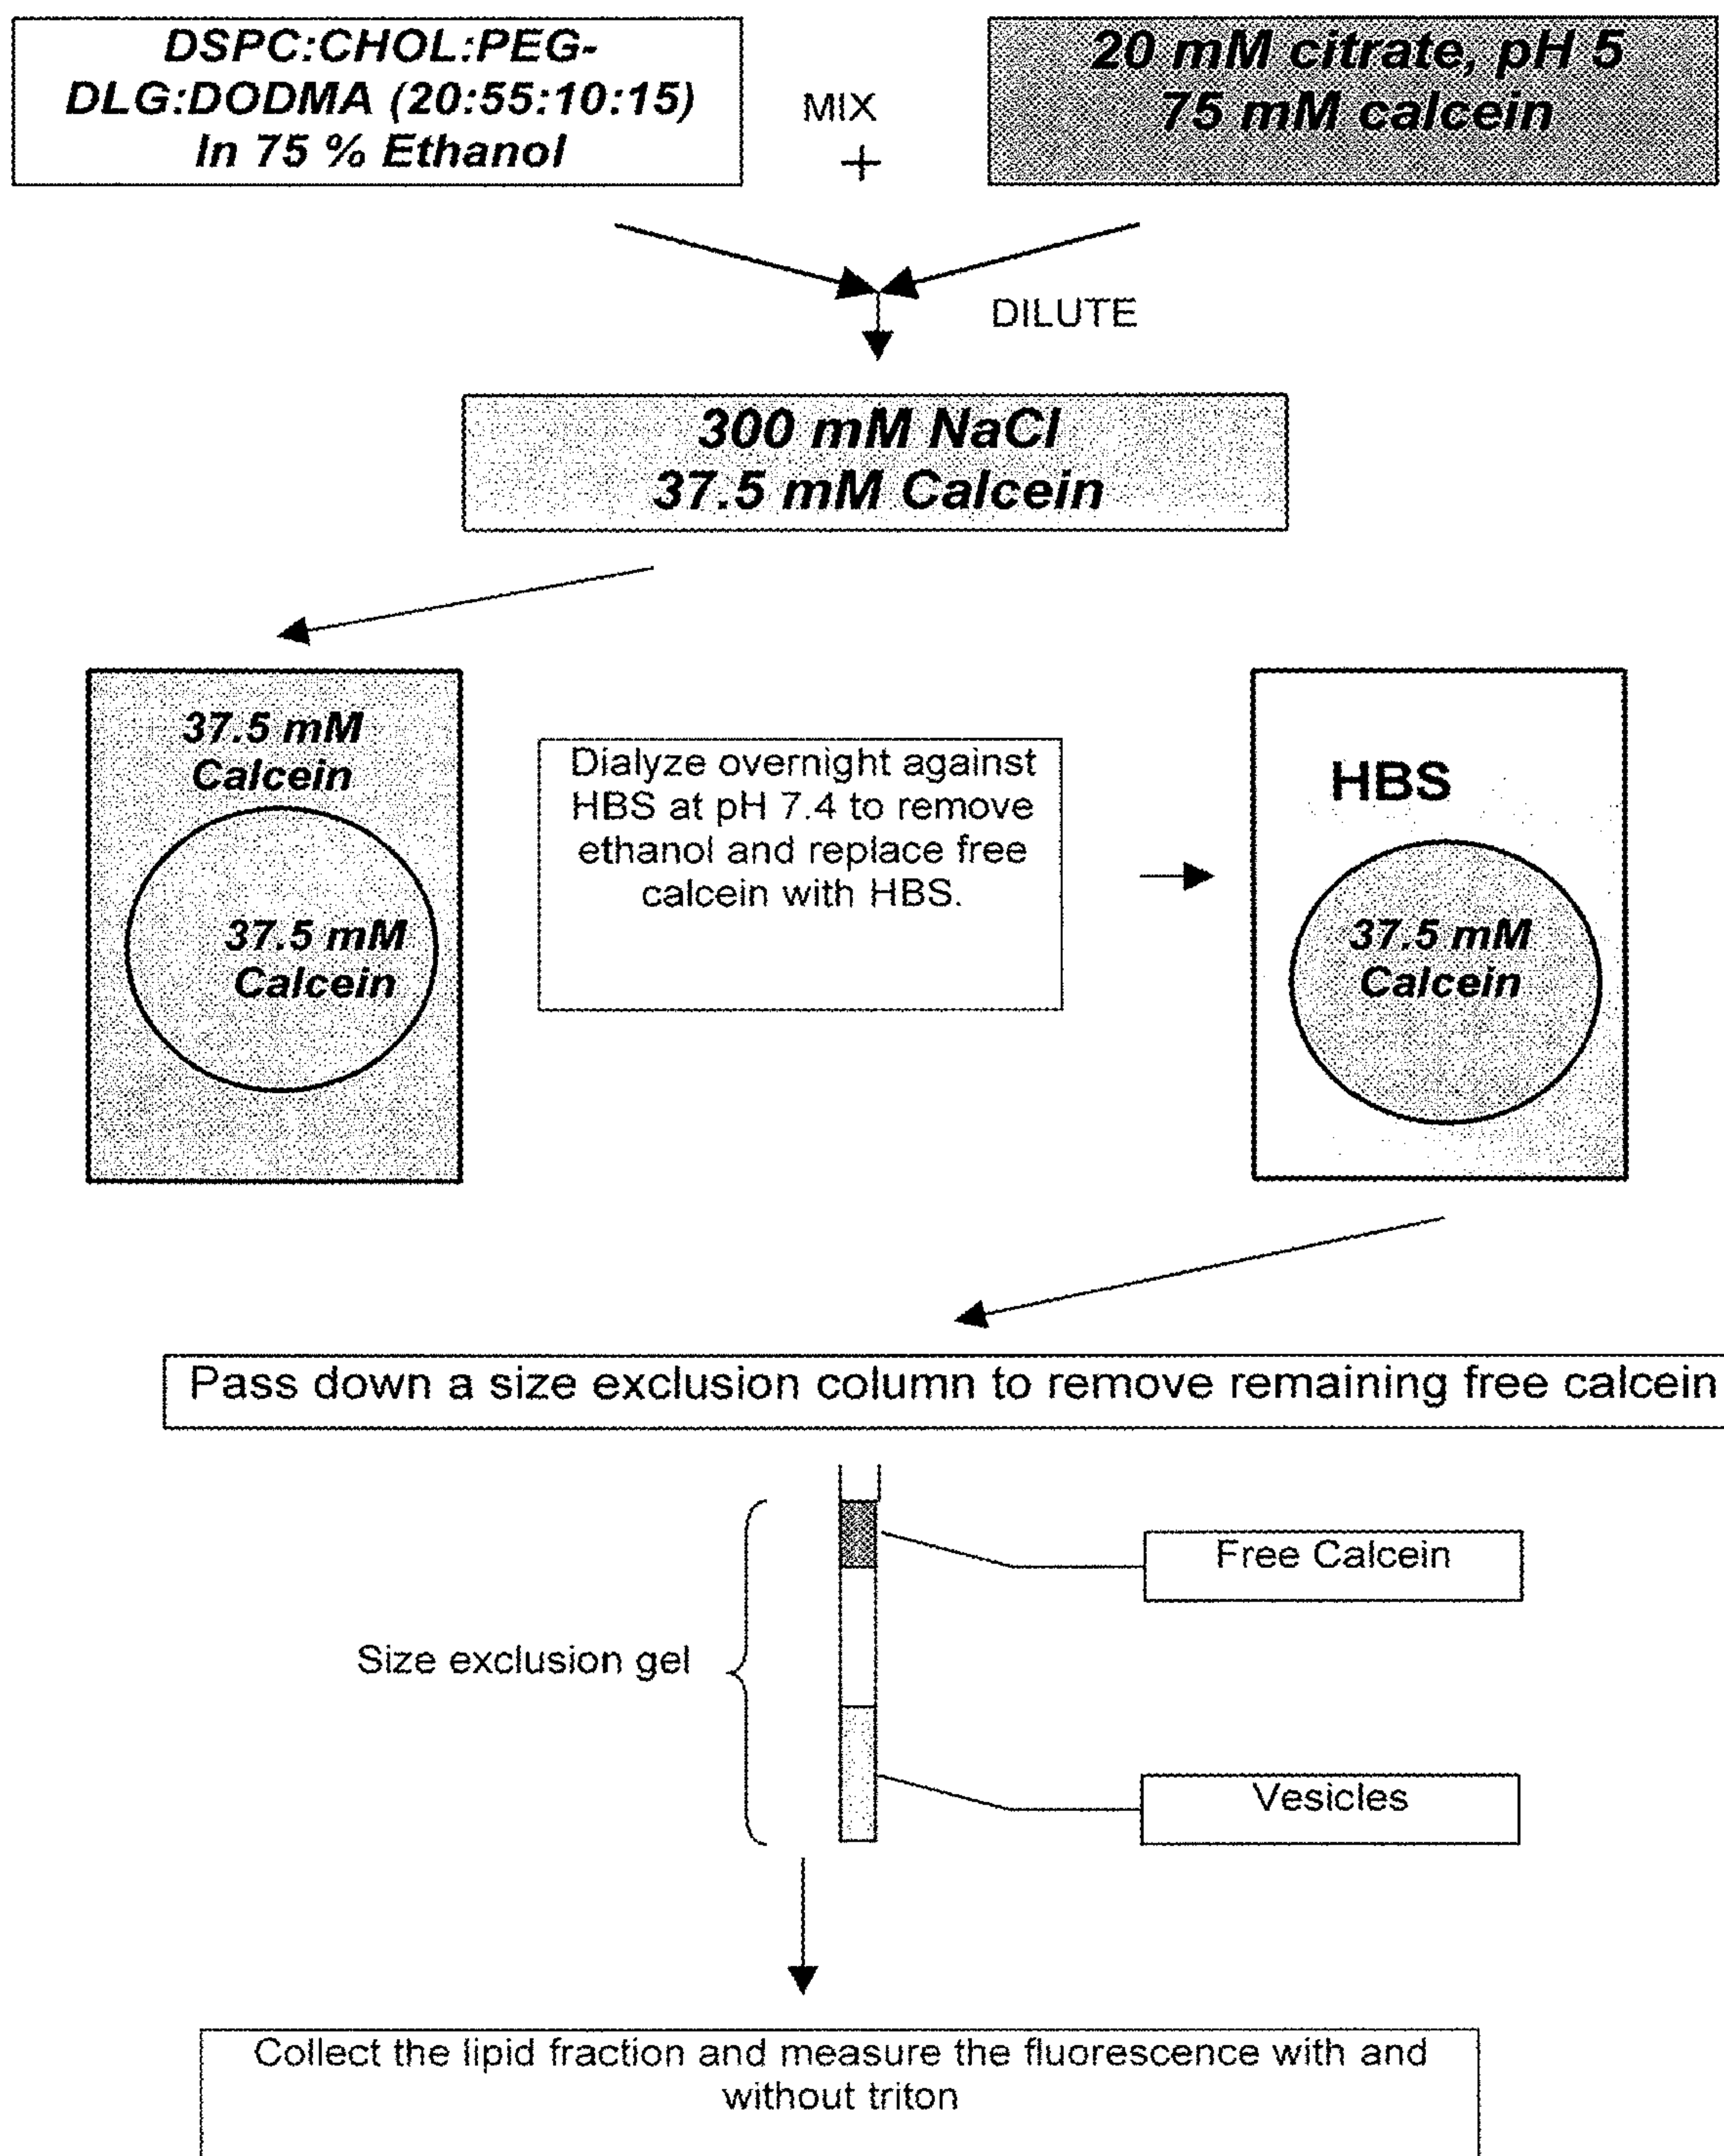 DSPC:CHOL:PEG-
DLG:DODMA (20:55:10:15)
In 75 % Ethanol
MIX
+
20 mM citrate, pH 5
75 mM calcein
DILUTE
300 mM NaCl
37.5 mM Calcein
37.5 mM
Calcein
37.5 mM
Calcein
Dialyze overnight against
HBS at pH 7.4 to remove
ethanol and replace free
calcein with HBS.
HBS
37.5 mM
Calcein
Pass down a size exclusion column to remove remaining free calcein
Free Calcein
Size exclusion gel
Vesicles
Collect the lipid fraction and measure the fluorescence with and
without triton